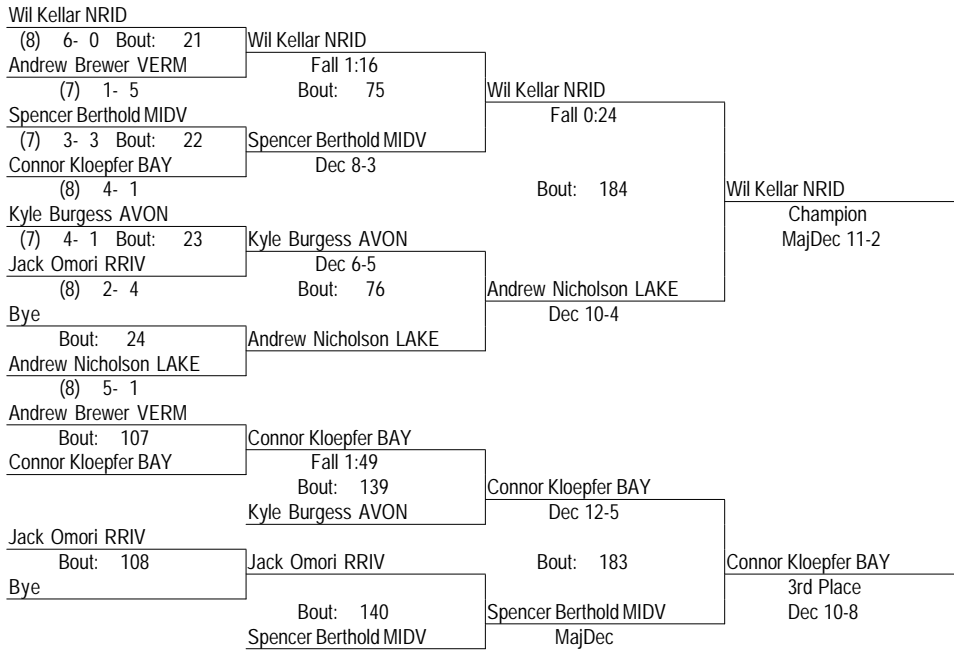 Wil Kellar NRID
(8) 6- 0 Bout: 21 Wil Kellar NRID
Andrew Brewer VERM Fall 1:16
(7) 1- 5 Bout: 75 Wil Kellar NRID
Spencer Berthold MIDV Fall 0:24
(7) 3- 3 Bout: 22 Spencer Berthold MIDV
Connor Kloepfer BAY Dec 8-3
(8) 4- 1 Bout: 184 Wil Kellar NRID
Kyle Burgess AVON Champion
(7) 4- 1 Bout: 23 Kyle Burgess AVON MajDec 11-2
Jack Omori RRIV Dec 6-5
(8) 2- 4 Bout: 76 Andrew Nicholson LAKE
Bye Dec 10-4
Bout: 24 Andrew Nicholson LAKE
Andrew Nicholson LAKE
(8) 5- 1
Andrew Brewer VERM
Bout: 107 Connor Kloepfer BAY
Connor Kloepfer BAY Fall 1:49
Bout: 139 Connor Kloepfer BAY
Kyle Burgess AVON Dec 12-5
Jack Omori RRIV
Bout: 108 Jack Omori RRIV Bout: 183 Connor Kloepfer BAY
Bye 3rd Place
Bout: 140 Spencer Berthold MIDV Dec 10-8
Spencer Berthold MIDV MajDec